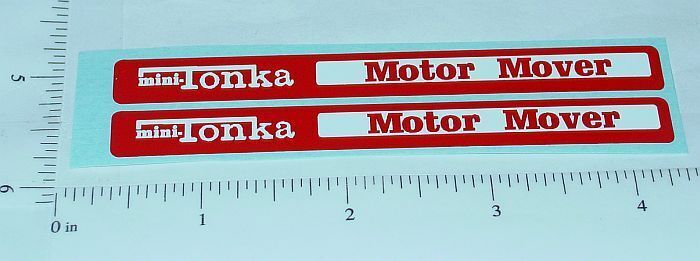 mini-Tonka Motor Mover
mini-Tonka Motor Mover
5
6
0 in 1 2 3 4